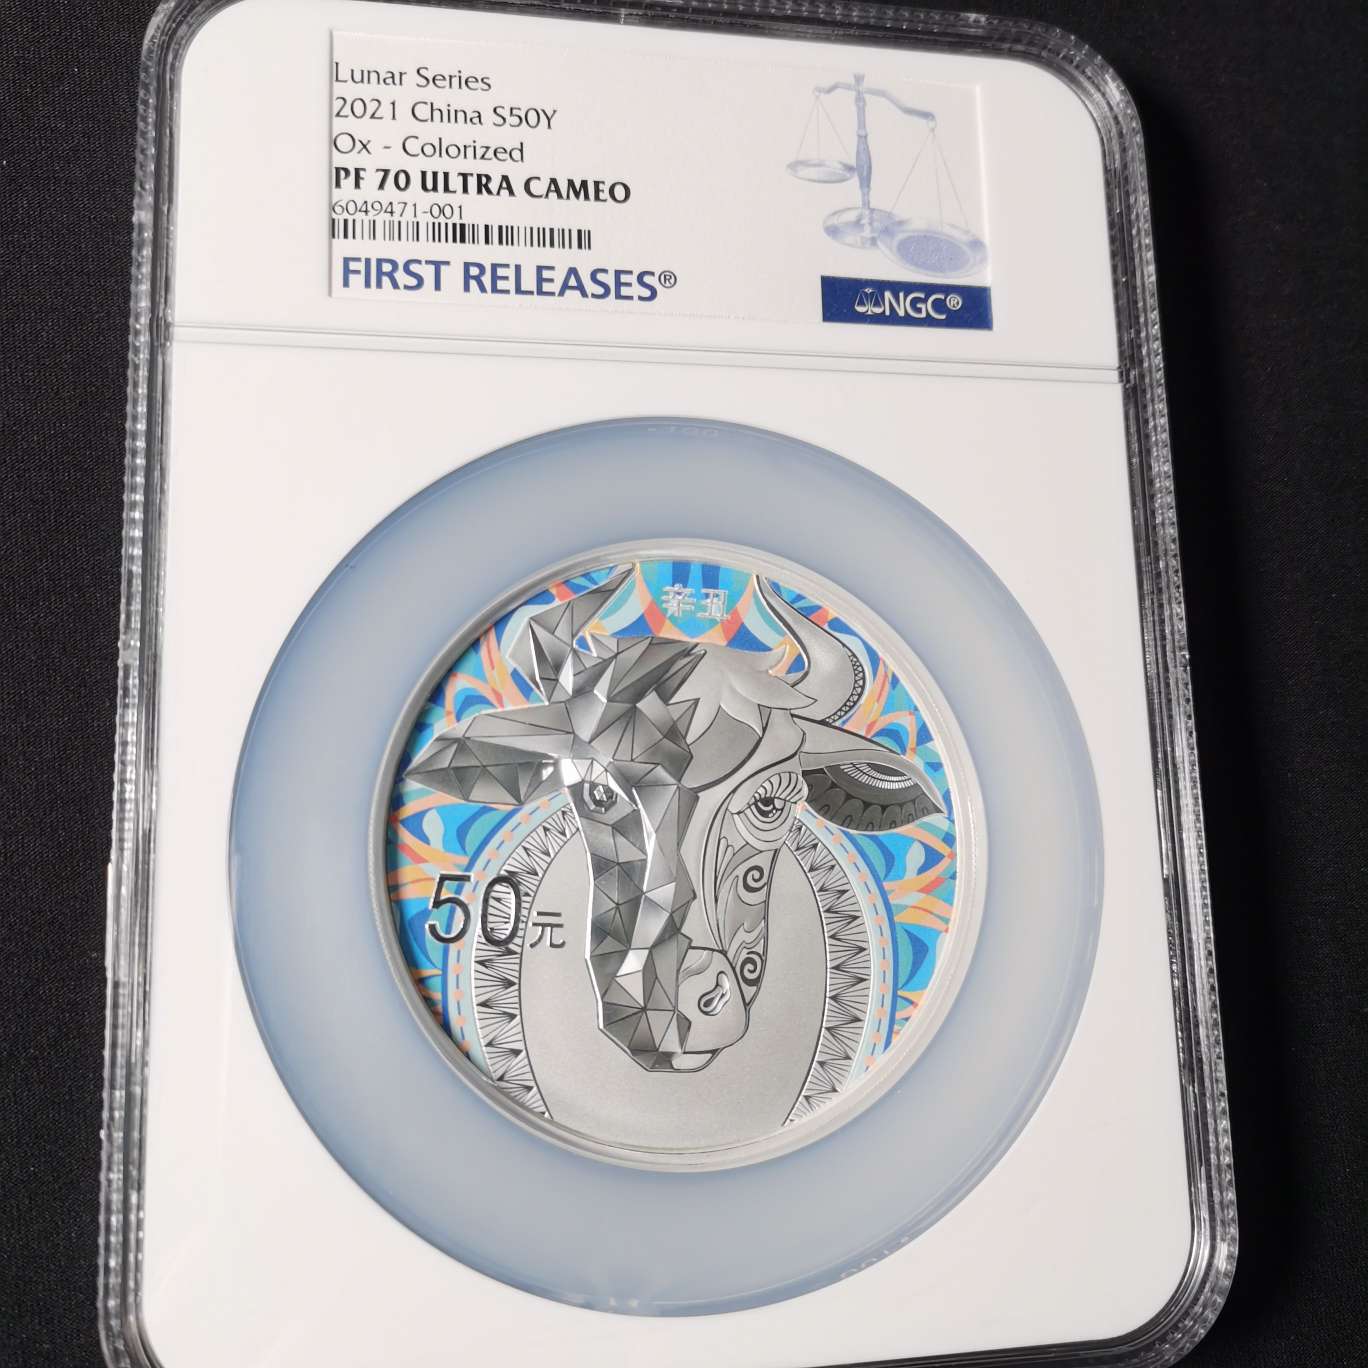 Lunar Series
2021 China S50Y
Ox - Colorized
PF 70 ULTRA CAMEO
6049471-001
FIRST RELEASES®
NGC®
辛丑
50元